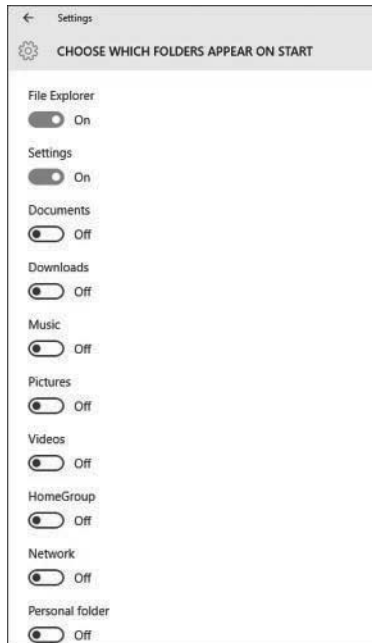 Settings
CHOOSE WHICH FOLDERS APPEAR ON START
File Explorer
On
Settings
On
Documents
Off
Downloads
Off
Music
Off
Pictures
Off
Videos
Off
HomeGroup
Off
Network
Off
Personal folder
Off